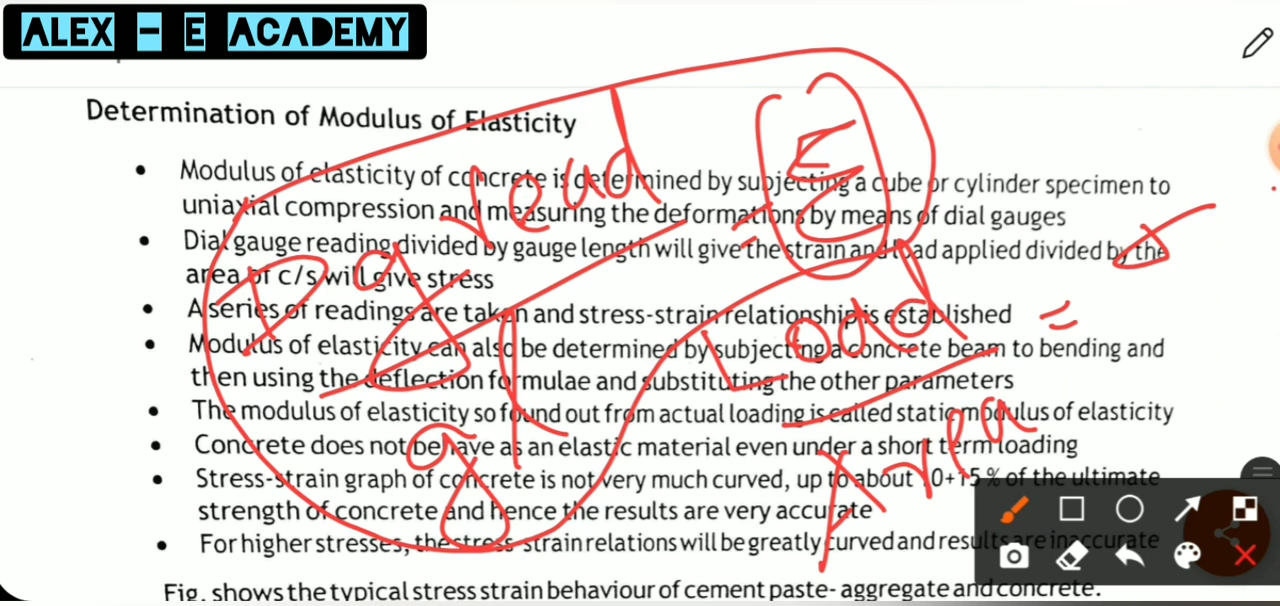 ALEX - E ACADEMY
Determination of Modulus of Elasticity
• Modulus of elasticity of concrete is determined by subjecting a cube or cylinder specimen to
uniaxial compression and measuring the deformations by means of dial gauges
• Dial gauge reading divided by gauge length will give the strain and load applied divided by the
area of c/s will give stress
• A series of readings are taken and stress-strain relationship is established
• Modulus of elasticity can also be determined by subjecting a concrete beam to bending and
then using the deflection formulae and substituting the other parameters
• The modulus of elasticity so found out from actual loading is called static modulus of elasticity
• Concrete does not behave as an elastic material even under a short term loading
• Stress-strain graph of concrete is not very much curved, up to about 10+15 % of the ultimate
strength of concrete and hence the results are very accurate
• For higher stresses, the stress-strain relations will be greatly curved and results are inaccurate
Fig. shows the typical stress strain behaviour of cement paste- aggregate and concrete.
read
=
Load
Area
=